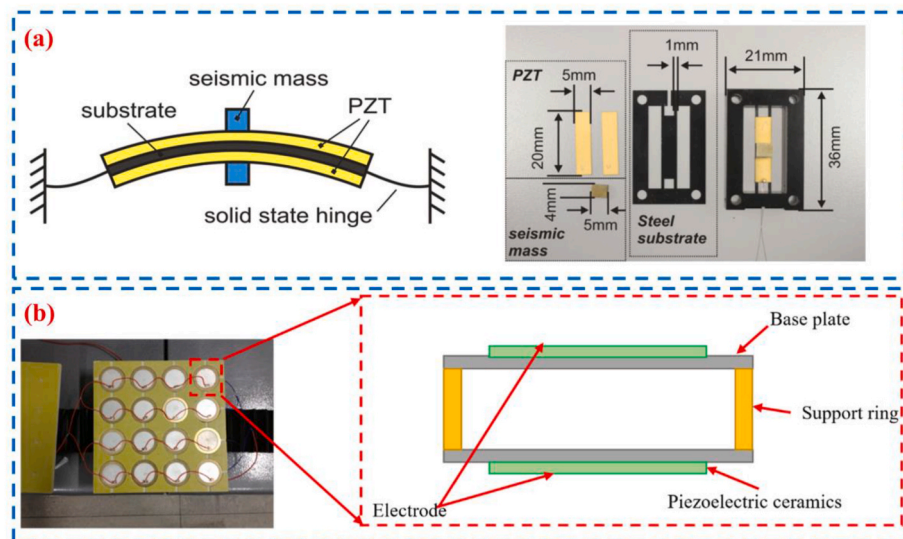 (a)
seismic mass
substrate
PZT
solid state hinge
PZT
5mm
20mm
4mm
5mm
seismic
mass
1mm
Steel
substrate
21mm
36mm
(b)
Base plate
Support ring
Electrode
Piezoelectric ceramics